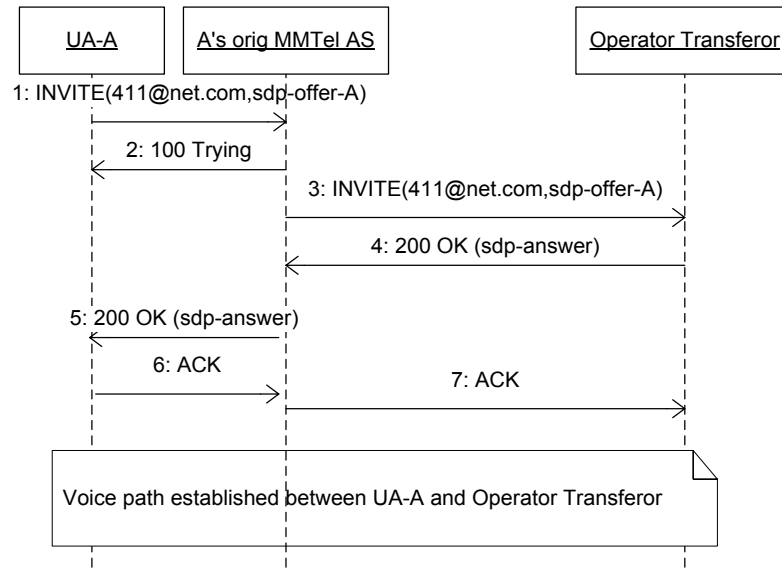 UA-A
A's orig MMTel AS
Operator Transferor
1: INVITE(411@net.com,sdp-offer-A)
2: 100 Trying
3: INVITE(411@net.com,sdp-offer-A)
4: 200 OK (sdp-answer)
5: 200 OK (sdp-answer)
6: ACK
7: ACK
Voice path established between UA-A and Operator Transferor